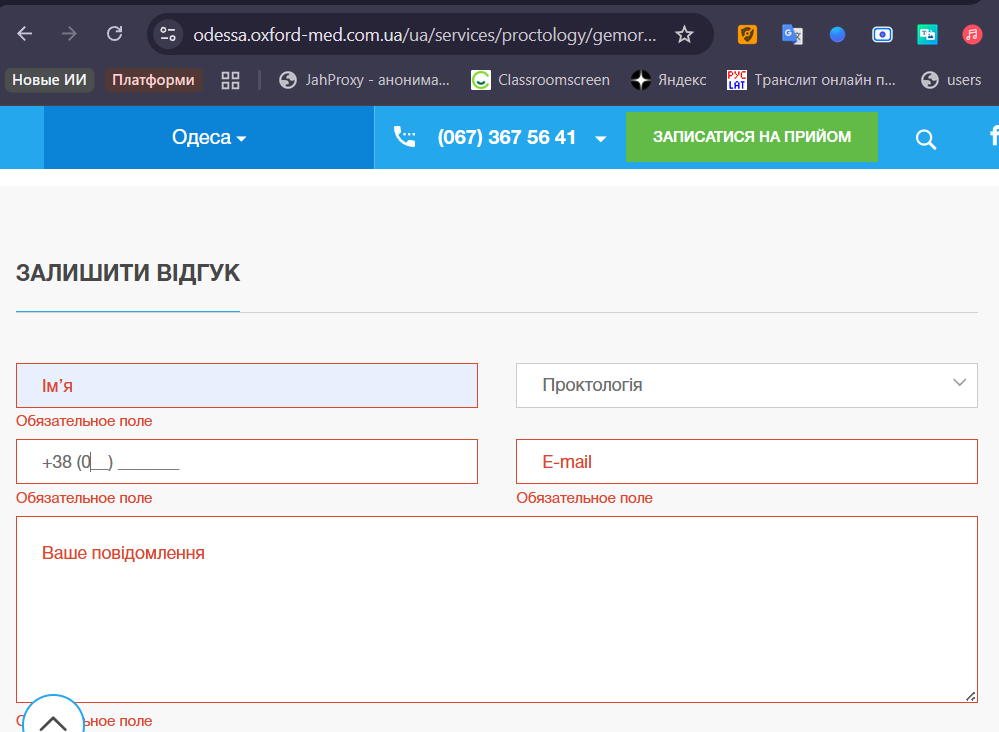 odessa.oxford-med.com.ua/ua/services/proctology/gemor...
Новые ИИ Платформи JahProxy - анонима... Classroomscreen Яндекс РУС LAT Транслит онлайн п... users
Одеса (067) 367 56 41 ЗАПИСАТИСЯ НА ПРИЙОМ
ЗАЛИШИТИ ВІДГУК
Ім’я Проктологія
Обязательное поле
+38 (0__) _______ E-mail
Обязательное поле Обязательное поле
Ваше повідомлення
поле